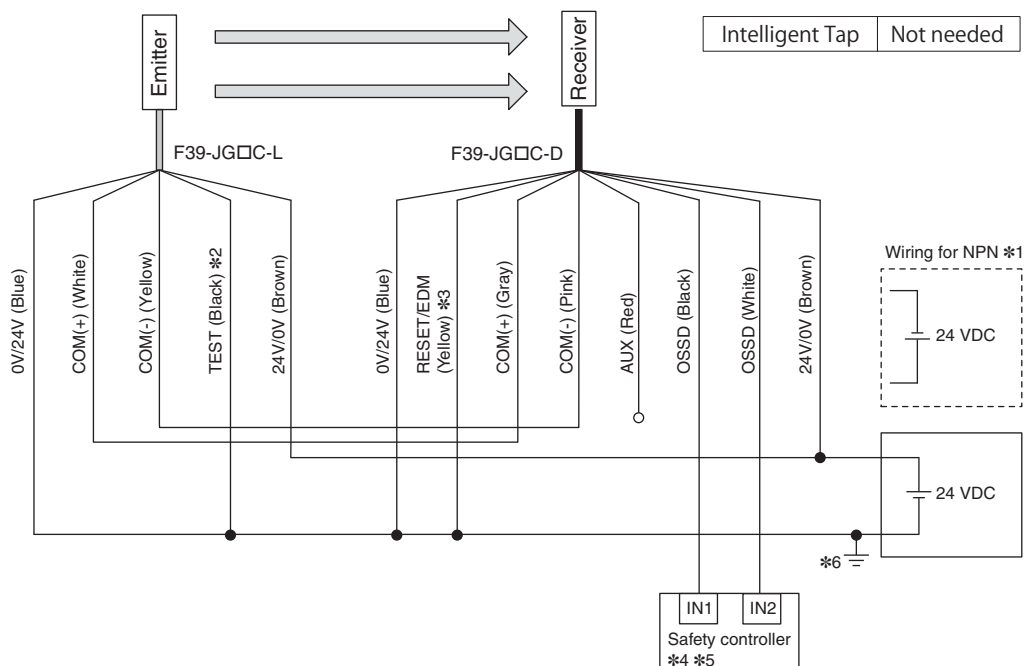 Emitter
Receiver
Intelligent Tap Not needed
F39-JG□C-L
F39-JG□C-D
0V/24V (Blue)
COM(+) (White)
COM(-) (Yellow)
TEST (Black) ✻2
24V/0V (Brown)
0V/24V (Blue)
RESET/EDM
(Yellow) ✻3
COM(+) (Gray)
COM(-) (Pink)
AUX (Red)
OSSD (Black)
OSSD (White)
24V/0V (Brown)
Wiring for NPN ✻1
24 VDC
24 VDC
✻6
IN1 IN2
Safety controller
✻4 ✻5